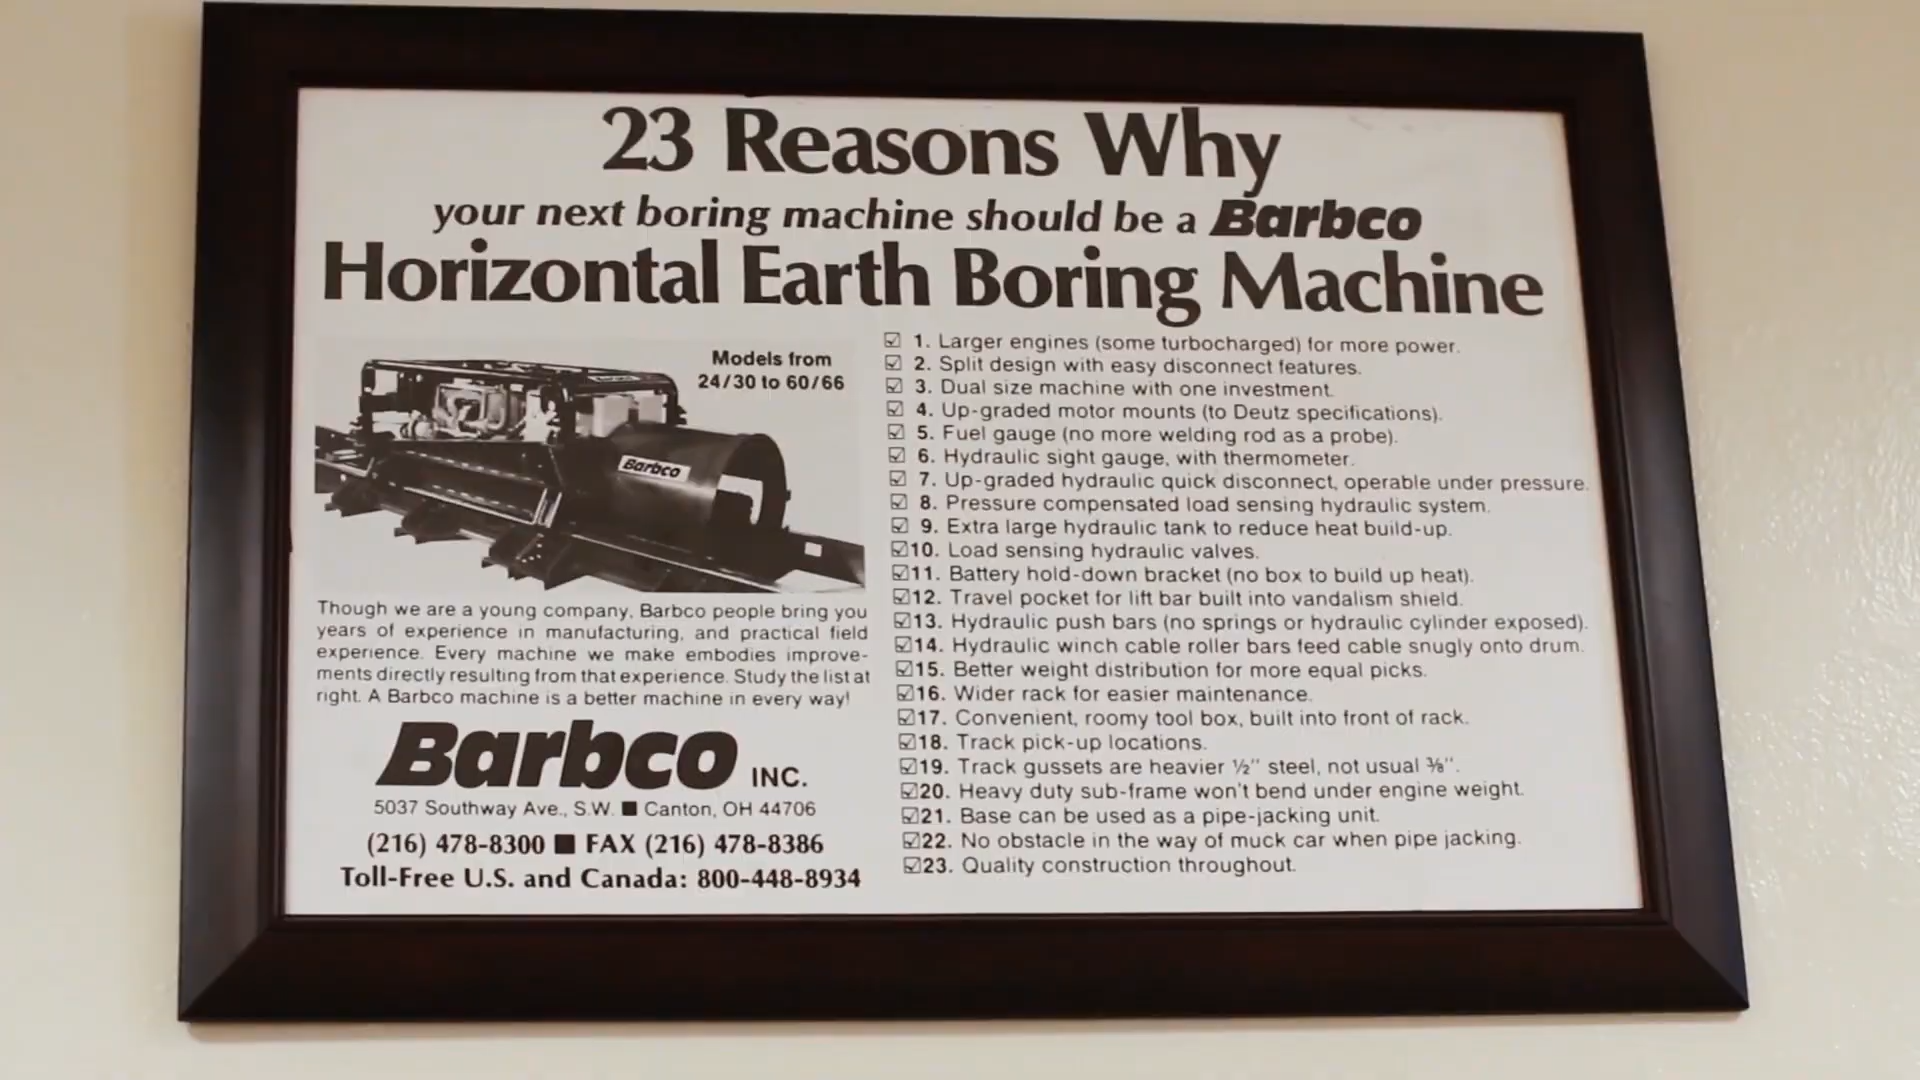 23 Reasons Why
your next boring machine should be a Barbco
Horizontal Earth Boring Machine
Models from
24/30 to 60/66
Barbco
Though we are a young company, Barbco people bring you
years of experience in manufacturing, and practical field
experience. Every machine we make embodies improve-
ments directly resulting from that experience. Study the list at
right. A Barbco machine is a better machine in every way!
Barbco INC.
5037 Southway Ave., S.W. ■ Canton, OH 44706
(216) 478-8300 ■ FAX (216) 478-8386
Toll-Free U.S. and Canada: 800-448-8934
☑ 1. Larger engines (some turbocharged) for more power.
☑ 2. Split design with easy disconnect features.
☑ 3. Dual size machine with one investment.
☑ 4. Up-graded motor mounts (to Deutz specifications).
☑ 5. Fuel gauge (no more welding rod as a probe).
☑ 6. Hydraulic sight gauge, with thermometer.
☑ 7. Up-graded hydraulic quick disconnect, operable under pressure.
☑ 8. Pressure compensated load sensing hydraulic system.
☑ 9. Extra large hydraulic tank to reduce heat build-up.
☑10. Load sensing hydraulic valves.
☑11. Battery hold-down bracket (no box to build up heat).
☑12. Travel pocket for lift bar built into vandalism shield.
☑13. Hydraulic push bars (no springs or hydraulic cylinder exposed).
☑14. Hydraulic winch cable roller bars feed cable snugly onto drum.
☑15. Better weight distribution for more equal picks.
☑16. Wider rack for easier maintenance.
☑17. Convenient, roomy tool box, built into front of rack.
☑18. Track pick-up locations.
☑19. Track gussets are heavier ½" steel, not usual ⅜".
☑20. Heavy duty sub-frame won't bend under engine weight.
☑21. Base can be used as a pipe-jacking unit.
☑22. No obstacle in the way of muck car when pipe jacking.
☑23. Quality construction throughout.